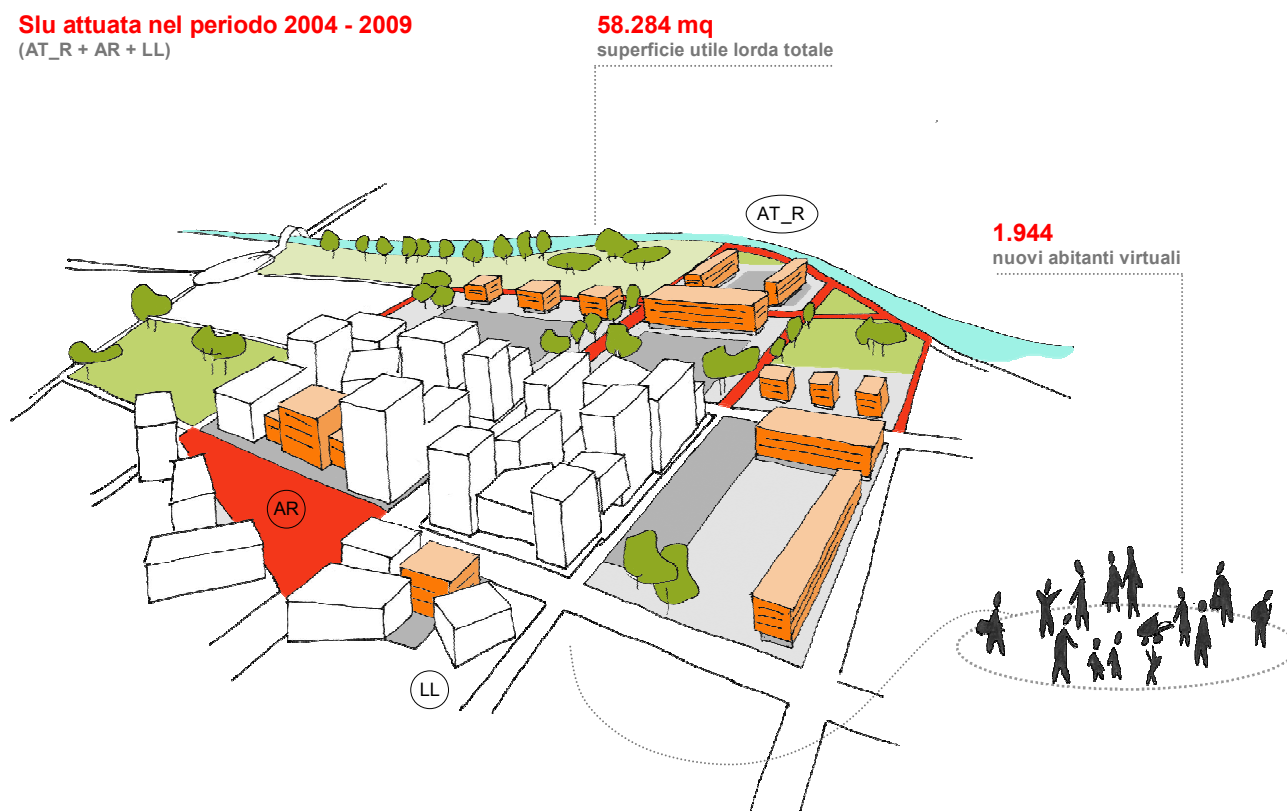 Slu attuata nel periodo 2004 - 2009
(AT_R + AR + LL)
58.284 mq
superficie utile lorda totale
AT_R
1.944
nuovi abitanti virtuali
AR
LL